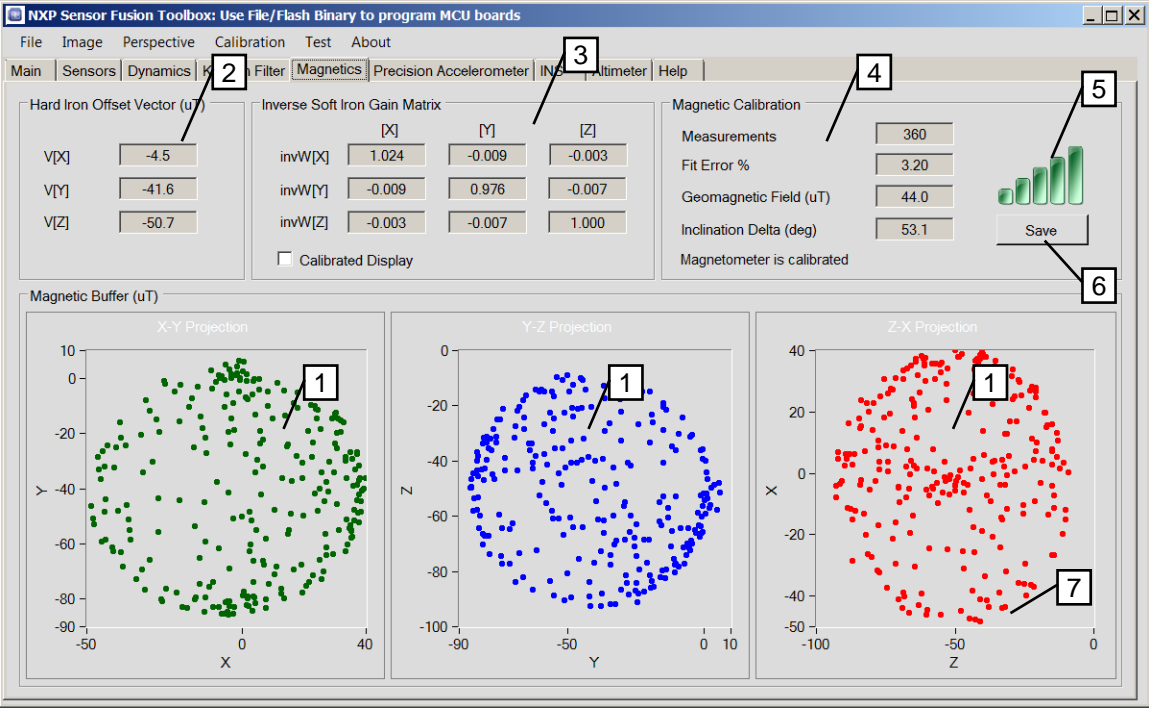 NXP Sensor Fusion Toolbox: Use File/Flash Binary to program MCU boards
File Image Perspective Calibration Test About
Main Sensors Dynamics Filter Magnetics Precision Accelerometer Altimeter Help
2
3
4
5
Hard Iron Offset Vector (uT)
V[X] -4.5
V[Y] -41.6
V[Z] -50.7
Inverse Soft Iron Gain Matrix
[X] [Y] [Z]
invW[X] 1.024 -0.009 -0.003
invW[Y] -0.009 0.976 -0.007
invW[Z] -0.003 -0.007 1.000
Calibrated Display
Magnetic Calibration
Measurements 360
Fit Error % 3.20
Geomagnetic Field (uT) 44.0
Inclination Delta (deg) 53.1
Magnetometer is calibrated
Save
6
Magnetic Buffer (uT)
X-Y Projection
10
0
-20
-40
-60
-80
-90
Y
-50 0 40
X
1
Y-Z Projection
0
-20
-40
-60
-80
-100
Z
-90 -50 0 10
Y
1
Z-X Projection
40
20
0
-20
-40
-50
X
-100 -50 0
Z
1
7